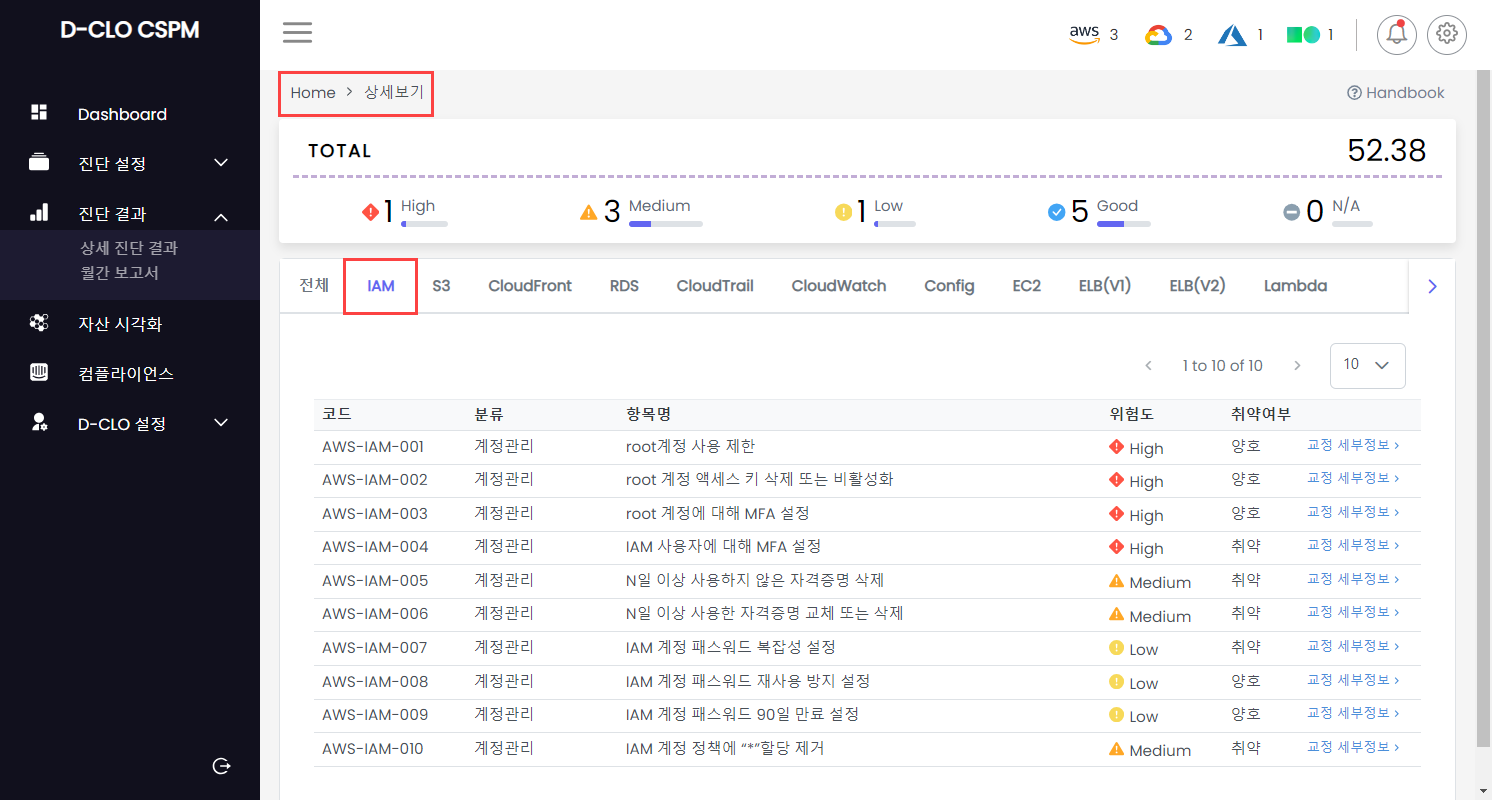 D-CLO CSPM
aws 3 2 1 1
Dashboard
진단 설정
진단 결과
상세 진단 결과
월간 보고서
자산 시각화
컴플라이언스
D-CLO 설정
Home > 상세보기
Handbook
TOTAL
52.38
1 High
3 Medium
1 Low
5 Good
0 N/A
전체 IAM S3 CloudFront RDS CloudTrail CloudWatch Config EC2 ELB(V1) ELB(V2) Lambda
< 1 to 10 of 10 > 10
코드 분류 항목명 위험도 취약여부
AWS-IAM-001 계정관리 root계정 사용 제한 High 양호 교정 세부정보 >
AWS-IAM-002 계정관리 root 계정 액세스 키 삭제 또는 비활성화 High 양호 교정 세부정보 >
AWS-IAM-003 계정관리 root 계정에 대해 MFA 설정 High 양호 교정 세부정보 >
AWS-IAM-004 계정관리 IAM 사용자에 대해 MFA 설정 High 취약 교정 세부정보 >
AWS-IAM-005 계정관리 N일 이상 사용하지 않은 자격증명 삭제 Medium 취약 교정 세부정보 >
AWS-IAM-006 계정관리 N일 이상 사용한 자격증명 교체 또는 삭제 Medium 취약 교정 세부정보 >
AWS-IAM-007 계정관리 IAM 계정 패스워드 복잡성 설정 Low 취약 교정 세부정보 >
AWS-IAM-008 계정관리 IAM 계정 패스워드 재사용 방지 설정 Low 양호 교정 세부정보 >
AWS-IAM-009 계정관리 IAM 계정 패스워드 90일 만료 설정 Low 양호 교정 세부정보 >
AWS-IAM-010 계정관리 IAM 계정 정책에 “*”할당 제거 Medium 취약 교정 세부정보 >